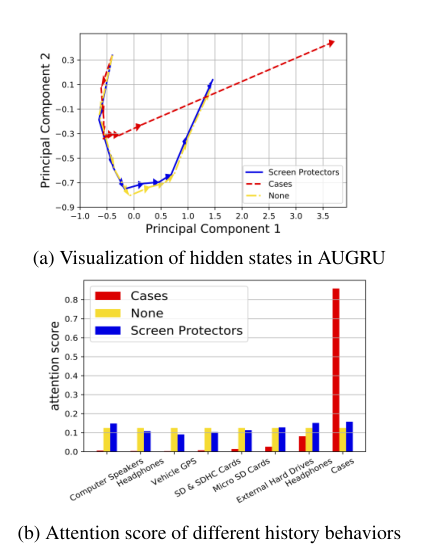 Principal Component 2
0.3
0.1
−0.1
−0.3
−0.5
−0.7
−0.9
Screen Protectors
Cases
None
−1.0 −0.5 0.0 0.5 1.0 1.5 2.0 2.5 3.0 3.5
Principal Component 1
(a) Visualization of hidden states in AUGRU
attention score
0.8
0.7
0.6
0.5
0.4
0.3
0.2
0.1
0.0
Cases
None
Screen Protectors
Computer Speakers
Headphones
Vehicle GPS
SD & SDHC Cards
Micro SD Cards
External Hard Drives
Headphones
Cases
(b) Attention score of different history behaviors